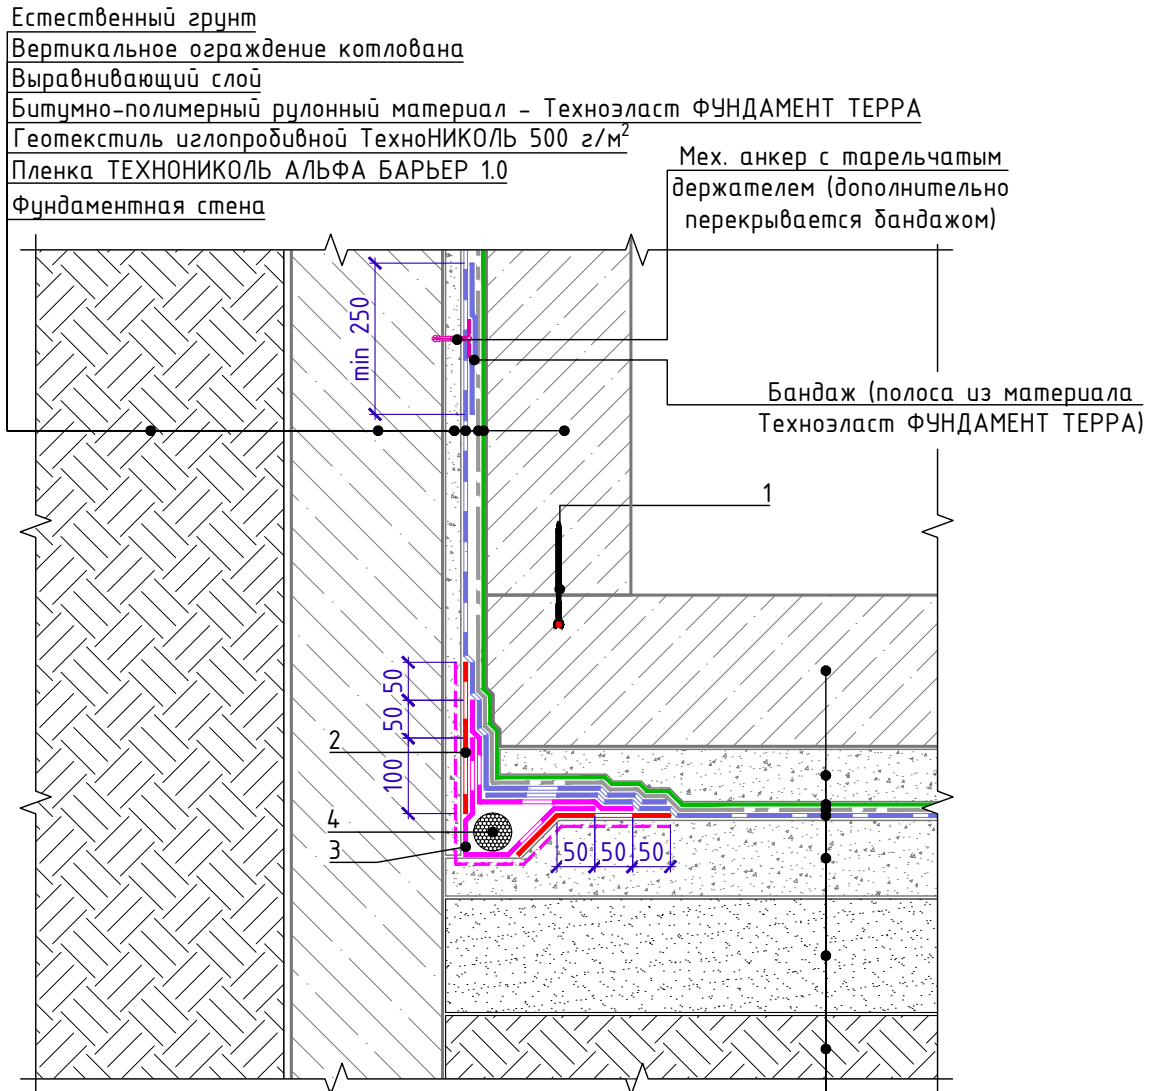 Естественный грунт
Вертикальное ограждение котлована
Выравнивающий слой
Битумно-полимерный рулонный материал - Техноэласт ФУНДАМЕНТ ТЕРРА
Геотекстиль иглопробивной ТехноНИКОЛЬ 500 г/м²
Пленка ТЕХНОНИКОЛЬ АЛЬФА БАРЬЕР 1.0
Фундаментная стена
Мех. анкер с тарельчатым
держателем (дополнительно
перекрывается бандажом)
min 250
Бандаж (полоса из материала
Техноэласт ФУНДАМЕНТ ТЕРРА)
1
50
50
2
100
4
3
50 50 50